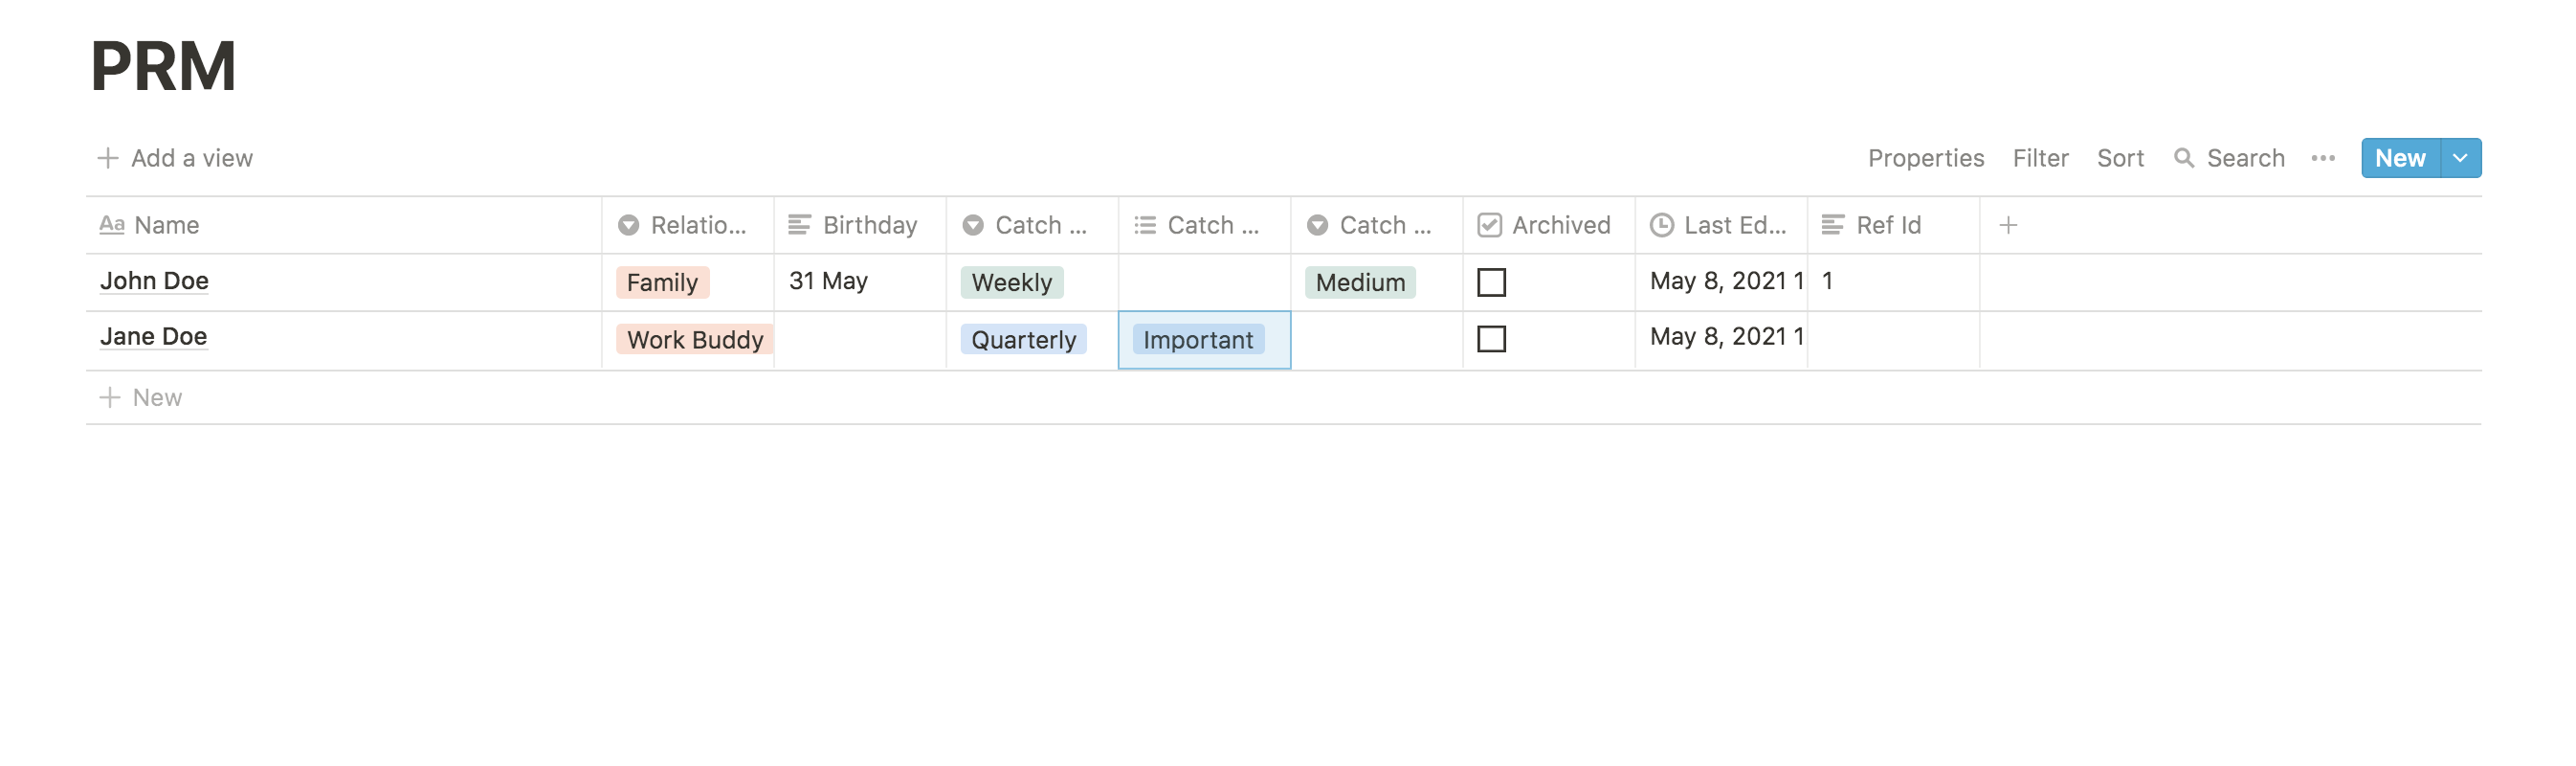 PRM
Add a view Properties Filter Sort Search New
Aa Name Relatio... Birthday Catch ... Catch ... Catch ... Archived Last Ed... Ref Id
John Doe Family 31 May Weekly Medium May 8, 2021 1 1
Jane Doe Work Buddy Quarterly Important May 8, 2021 1
New